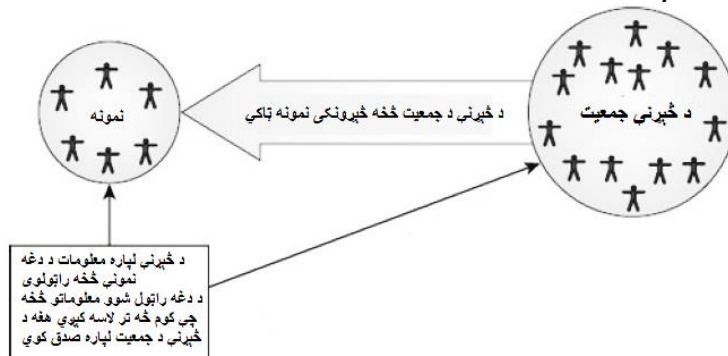 د څېړنې جمعیت
د څېړنې د جمعیت څخه څېړونکی نمونه ټاکي
نمونه
د څېړنې لپاره معلومات د دغه
نمونې څخه راټولوی
د دغه راټول شوو معلوماتو څخه
چې کوم څه تر لاسه کیږي هغه د
څېړنې د جمعیت لپاره صدق کوي